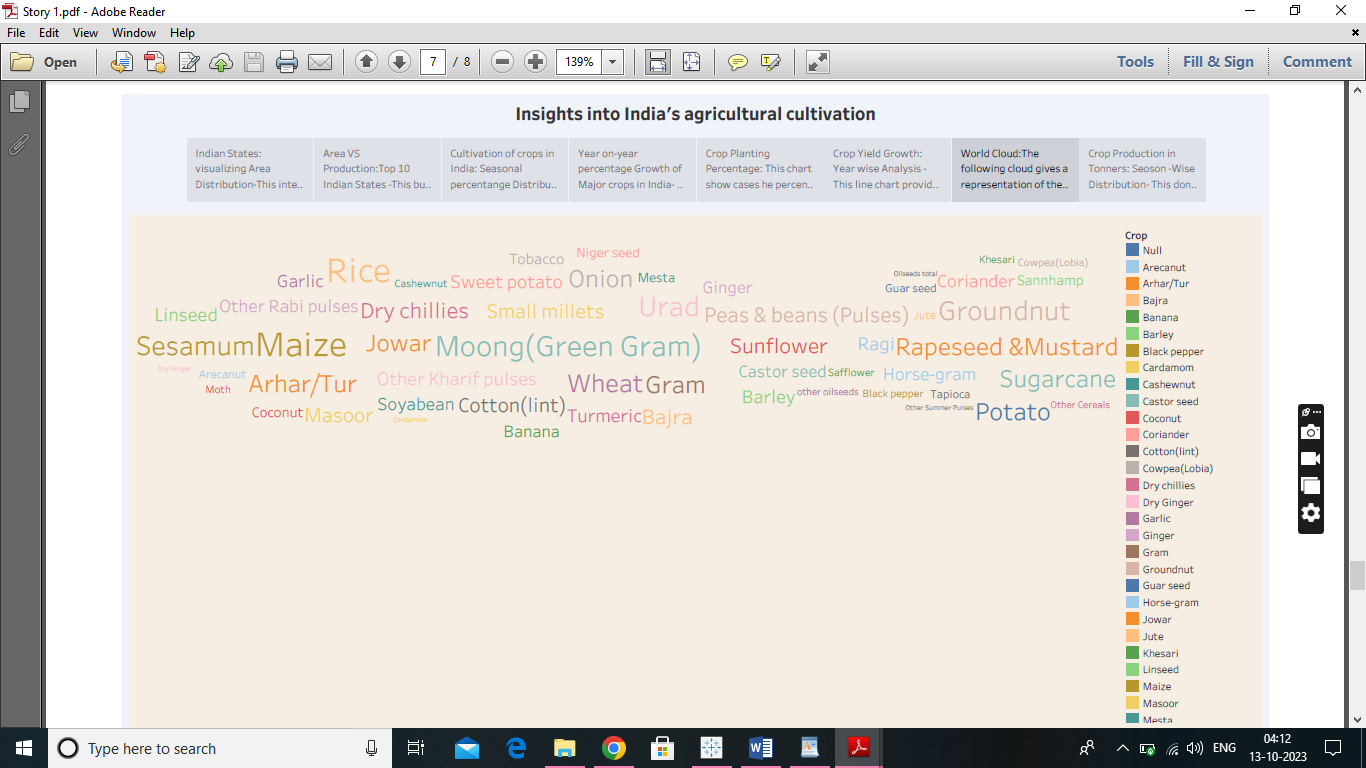 Story 1.pdf - Adobe Reader
File Edit View Window Help
Open 7 / 8 139% Tools Fill & Sign Comment
Insights into India's agricultural cultivation
Indian States:
visualizing Area
Distribution-This inte..
Area VS
Production:Top 10
Indian States -This bu..
Cultivation of crops in
India: Seasonal
percentange Distribu..
Year on-year
percentage Growth of
Major crops in India- ..
Crop Planting
Percentage: This chart
show cases he percen..
Crop Yield Growth:
Year wise Analysis -
This line chart provid..
World Cloud:The
following cloud gives a
representation of the..
Crop Production in
Tonners: Seoson -Wise
Distribution- This don..
Tobacco Niger seed
Khesari Cowpea(Lobia)
Garlic Rice Cashewnut Sweet potato Onion Mesta
Oilseeds total
Ginger Guar seed Coriander Sannhamp
Linseed Other Rabi pulses Dry chillies Small millets Urad Peas & beans (Pulses) Jute Groundnut
Sesamum Maize Jowar Moong(Green Gram) Sunflower Ragi Rapeseed &Mustard
Dry Ginger Arecanut Moth Arhar/Tur Other Kharif pulses Wheat Gram Castor seed Safflower Horse-gram Sugarcane
Coconut Masoor Cardamom Soyabean Cotton(lint) Turmeric Bajra Barley other oilseeds Black pepper Tapioca
Other Summer Pulses Potato Other Cereals
Banana
Crop
Null
Arecanut
Arhar/Tur
Bajra
Banana
Barley
Black pepper
Cardamom
Cashewnut
Castor seed
Coconut
Coriander
Cotton(lint)
Cowpea(Lobia)
Dry chillies
Dry Ginger
Garlic
Ginger
Gram
Groundnut
Guar seed
Horse-gram
Jowar
Jute
Khesari
Linseed
Maize
Masoor
Mesta
Type here to search
ENG
04:12
13-10-2023